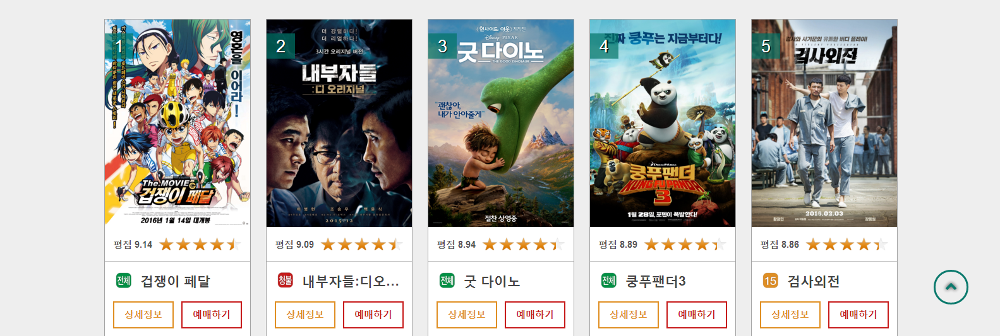 1
영혼을 이어라!
The MOVIE
겁쟁이 페달
2016년 1월 14일 대개봉
평점 9.14
전체 겁쟁이 페달
상세정보 예매하기
2
더 강렬하다!
더 리얼하다!
3시간 오리지널 버전
내부자들
:디 오리지널
이병헌 조승우 백윤식
2015.12
평점 9.09
청불 내부자들:디오...
상세정보 예매하기
3
<인사이드 아웃> 제작진
Disney PIXAR
굿 다이노
THE GOOD DINOSAUR
"괜찮아,
내가 안아줄게"
절찬 상영중
평점 8.94
전체 굿 다이노
상세정보 예매하기
4
진짜 쿵푸는 지금부터다!
DREAMWORKS
쿵푸팬더
KUNG FU PANDA
3
1월 28일, 포텐이 폭발한다!
평점 8.89
전체 쿵푸팬더3
상세정보 예매하기
5
검사와 사기꾼의 유쾌한 버디 플레이!
A VIOLENT PROSECUTOR
검사외전
2016.02.03
황정민 강동원
평점 8.86
15 검사외전
상세정보 예매하기